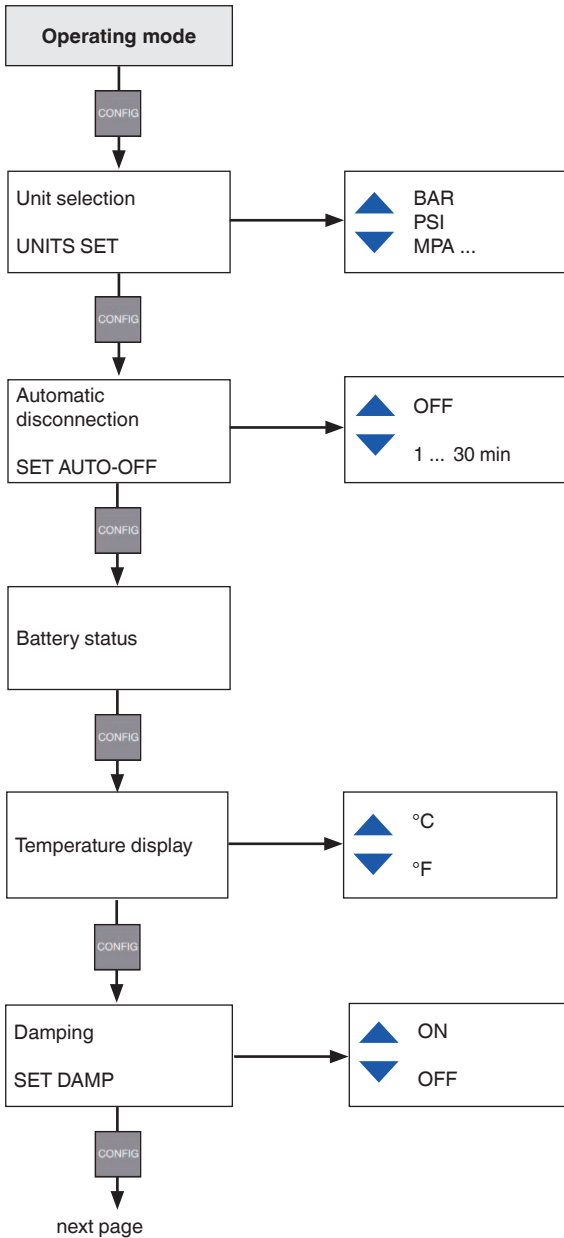 Operating mode
CONFIG
Unit selection
UNITS SET
BAR
PSI
MPA ...
CONFIG
Automatic
disconnection
SET AUTO-OFF
OFF
1 ... 30 min
CONFIG
Battery status
CONFIG
Temperature display
°C
°F
CONFIG
Damping
SET DAMP
ON
OFF
CONFIG
next page